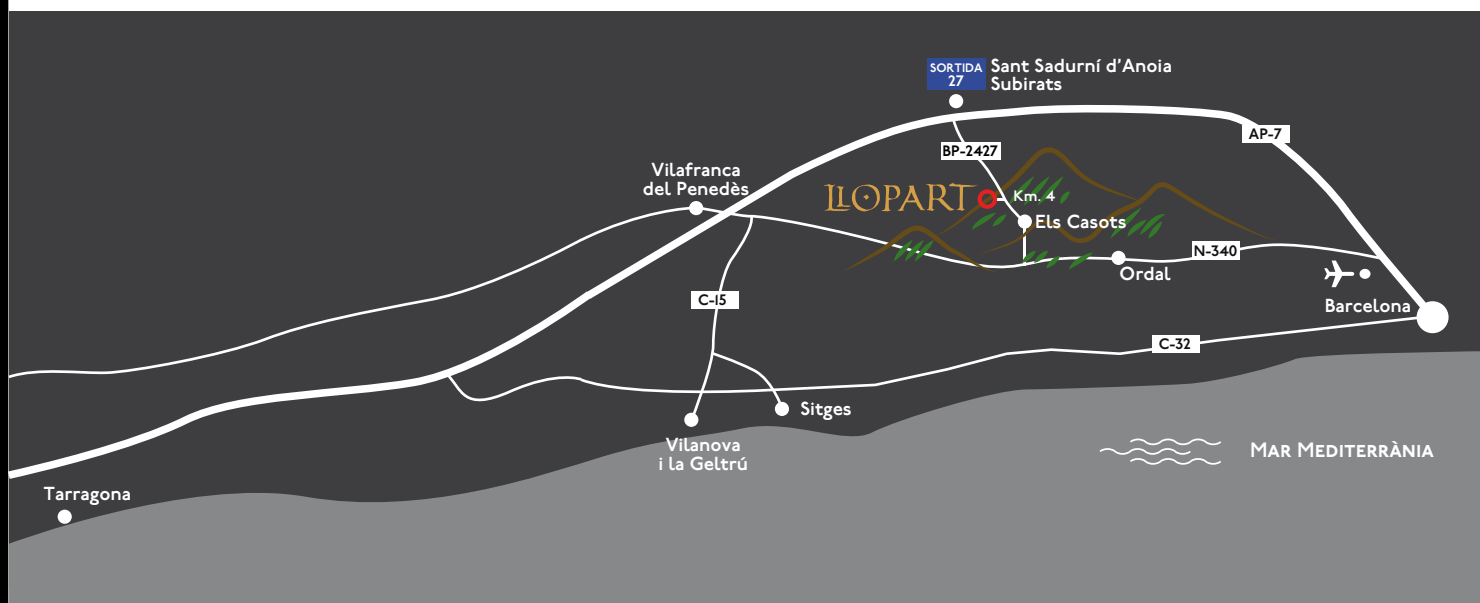 SORTIDA
27
Sant Sadurní d'Anoia
Subirats
AP-7
BP-2427
Vilafranca
del Penedès
LLOPART
Km. 4
Els Casots
N-340
Ordal
C-15
Barcelona
C-32
Sitges
Vilanova
i la Geltrú
MAR MEDITERRÀNIA
Tarragona